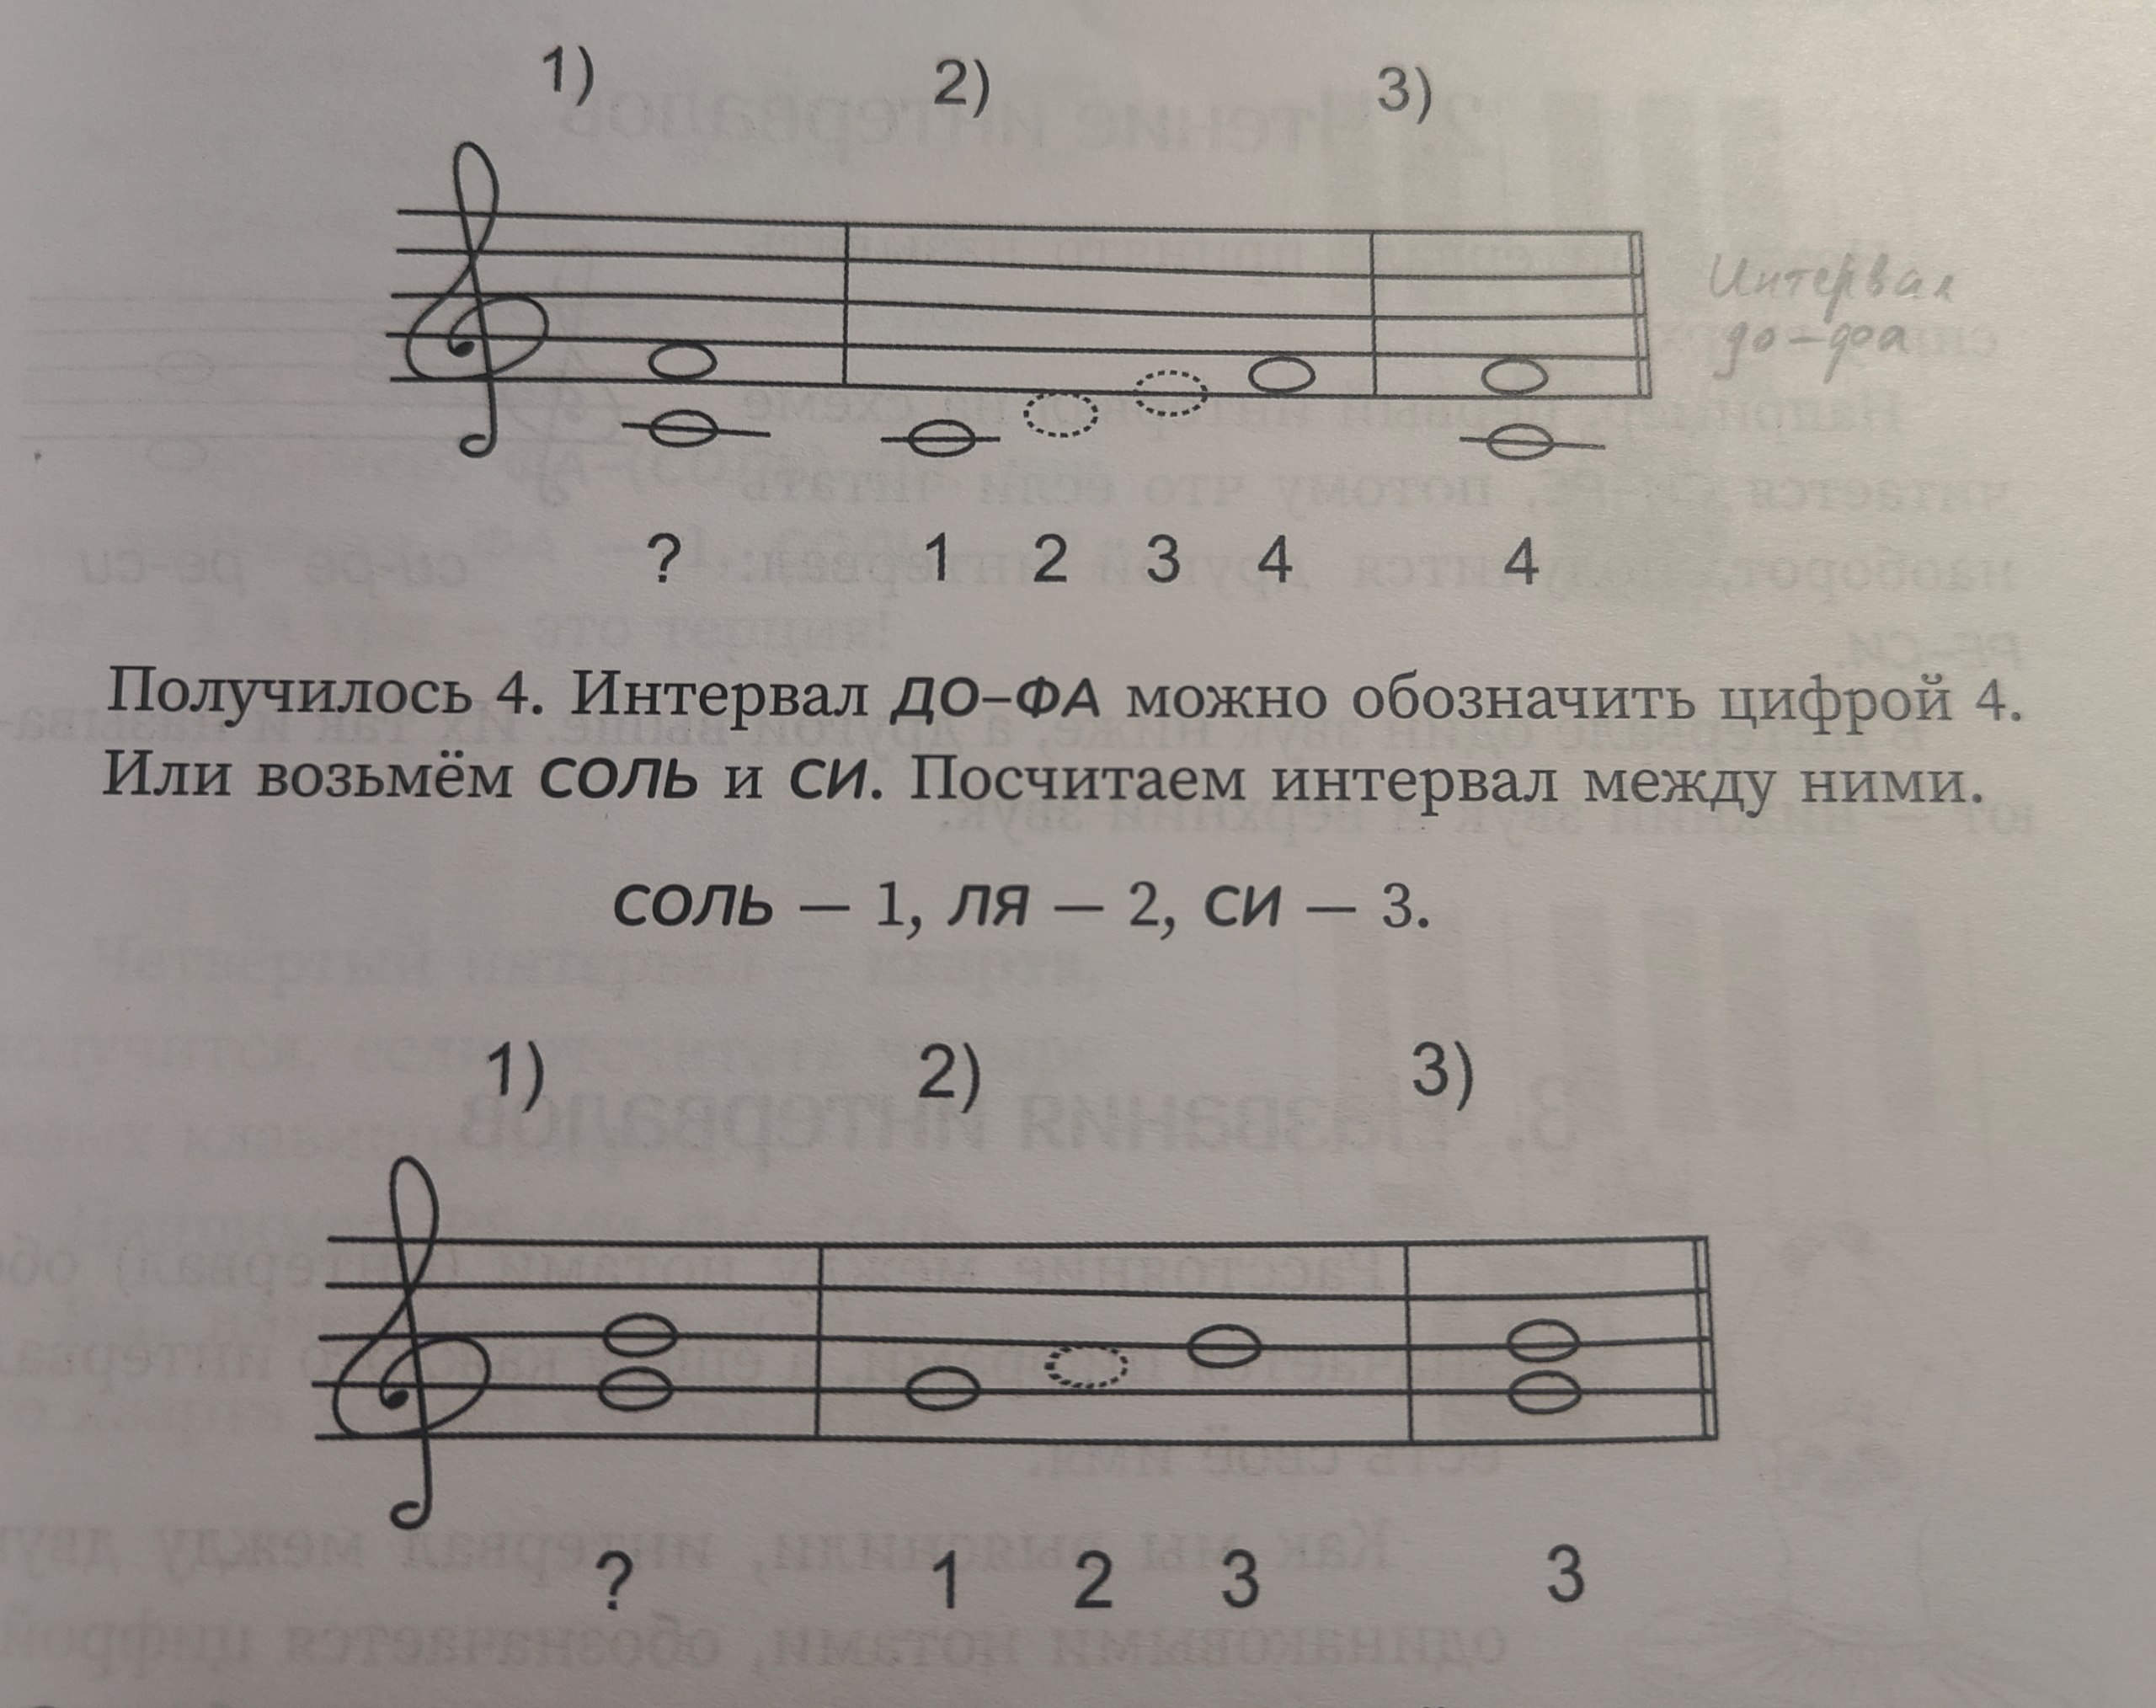 1) 2) 3)
Интервал
до-фа
? 1 2 3 4 4
Получилось 4. Интервал ДО–ФА можно обозначить цифрой 4.
Или возьмём СОЛЬ и СИ. Посчитаем интервал между ними.
СОЛЬ — 1, ЛЯ — 2, СИ — 3.
1) 2) 3)
? 1 2 3 3